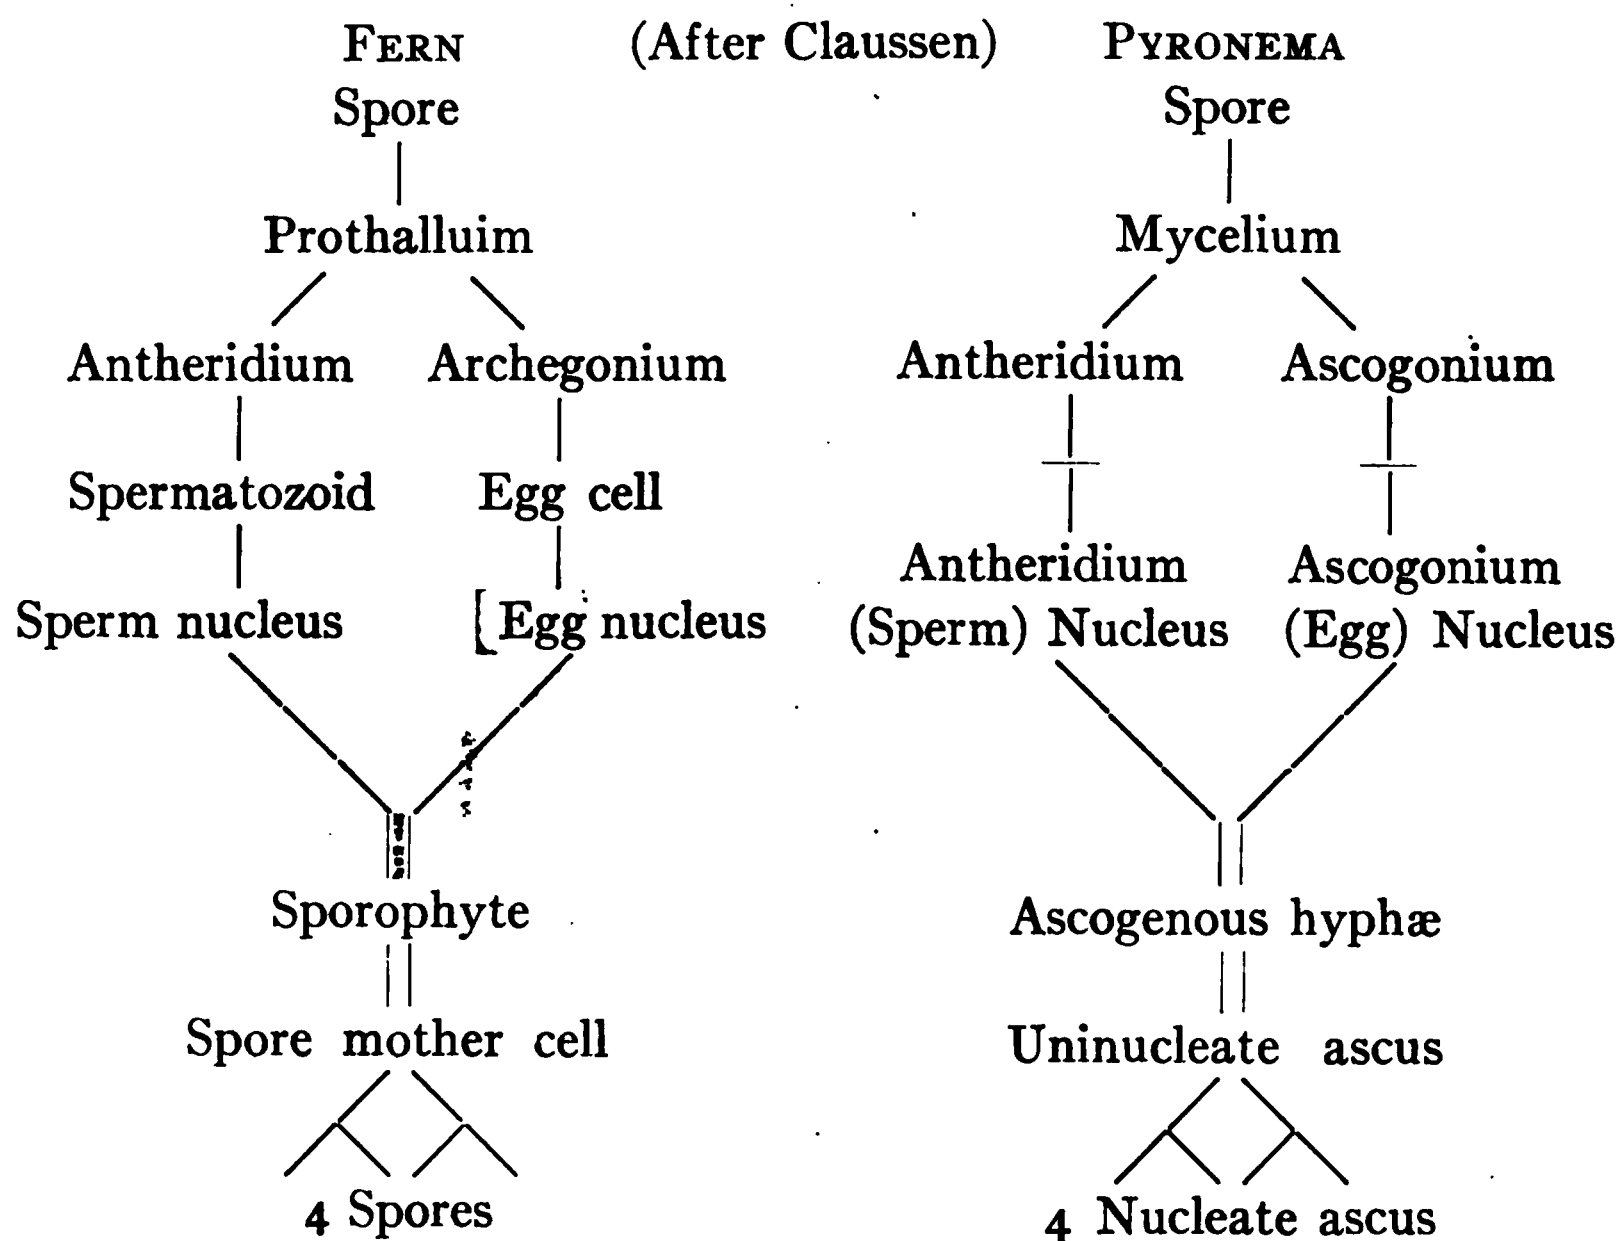 FERN (After Claussen) PYRONEMA
Spore Spore
Prothalluim Mycelium
Antheridium Archegonium Antheridium Ascogonium
Spermatozoid Egg cell
Antheridium Ascogonium
Sperm nucleus [Egg nucleus (Sperm) Nucleus (Egg) Nucleus
Sporophyte Ascogenous hyphæ
Spore mother cell Uninucleate ascus
4 Spores 4 Nucleate ascus